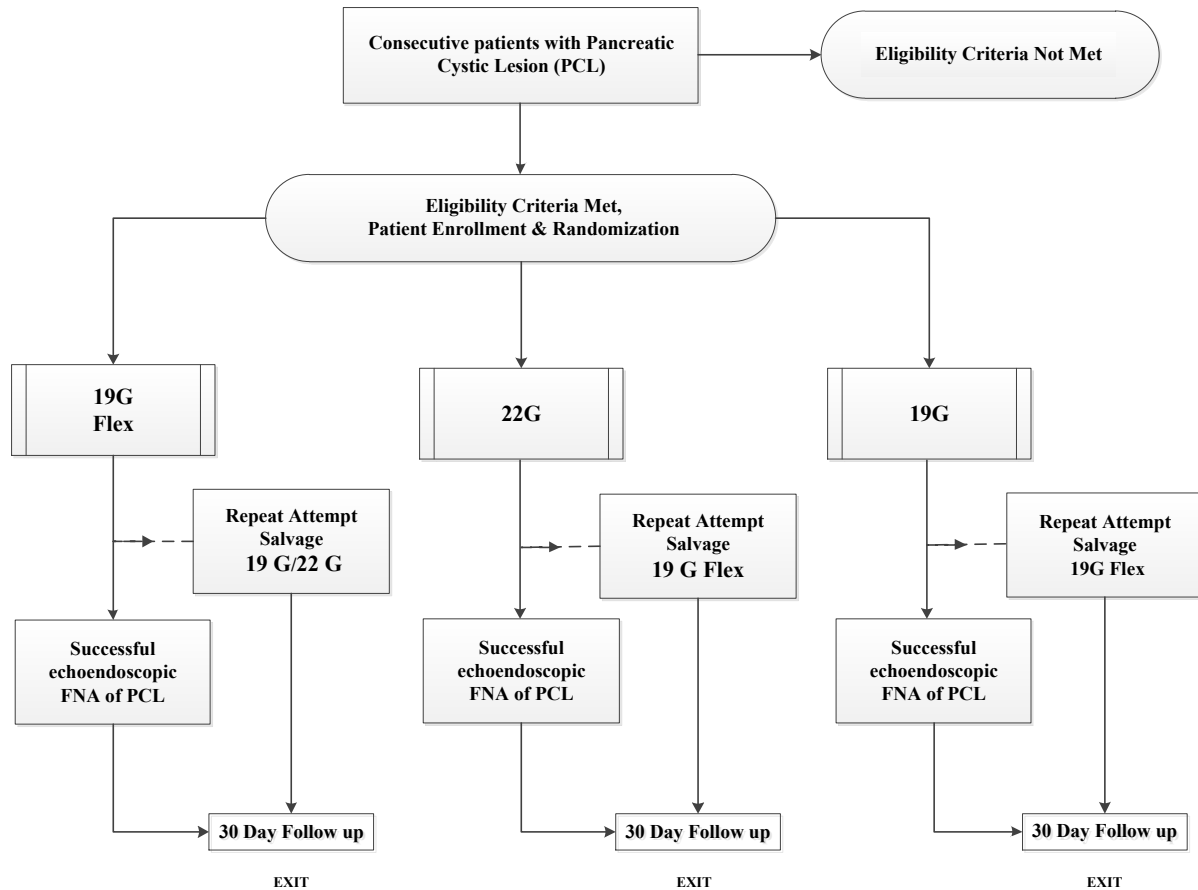 Consecutive patients with Pancreatic
Cystic Lesion (PCL)
Eligibility Criteria Not Met
Eligibility Criteria Met,
Patient Enrollment & Randomization
19G
Flex
22G
19G
Repeat Attempt
Salvage
19 G/22 G
Repeat Attempt
Salvage
19 G Flex
Repeat Attempt
Salvage
19G Flex
Successful
echoendoscopic
FNA of PCL
Successful
echoendoscopic
FNA of PCL
Successful
echoendoscopic
FNA of PCL
30 Day Follow up
30 Day Follow up
30 Day Follow up
EXIT
EXIT
EXIT